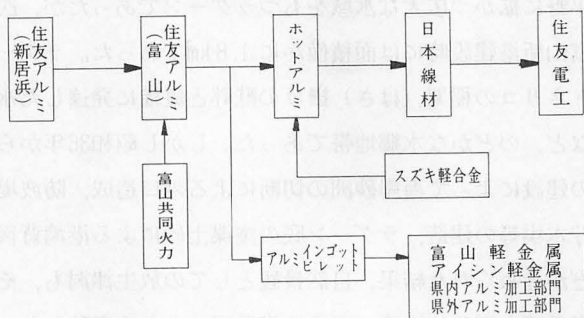 住友アルミ
（新居浜）
住友アルミ
（富山）
ホクアルミ
日本線材
住電工
スズキ軽合金
富山共同火力
アルミ
インゴット
ビレット
富山軽金属
アイシン軽金属
県内アルミ加工部門
県外アルミ加工部門